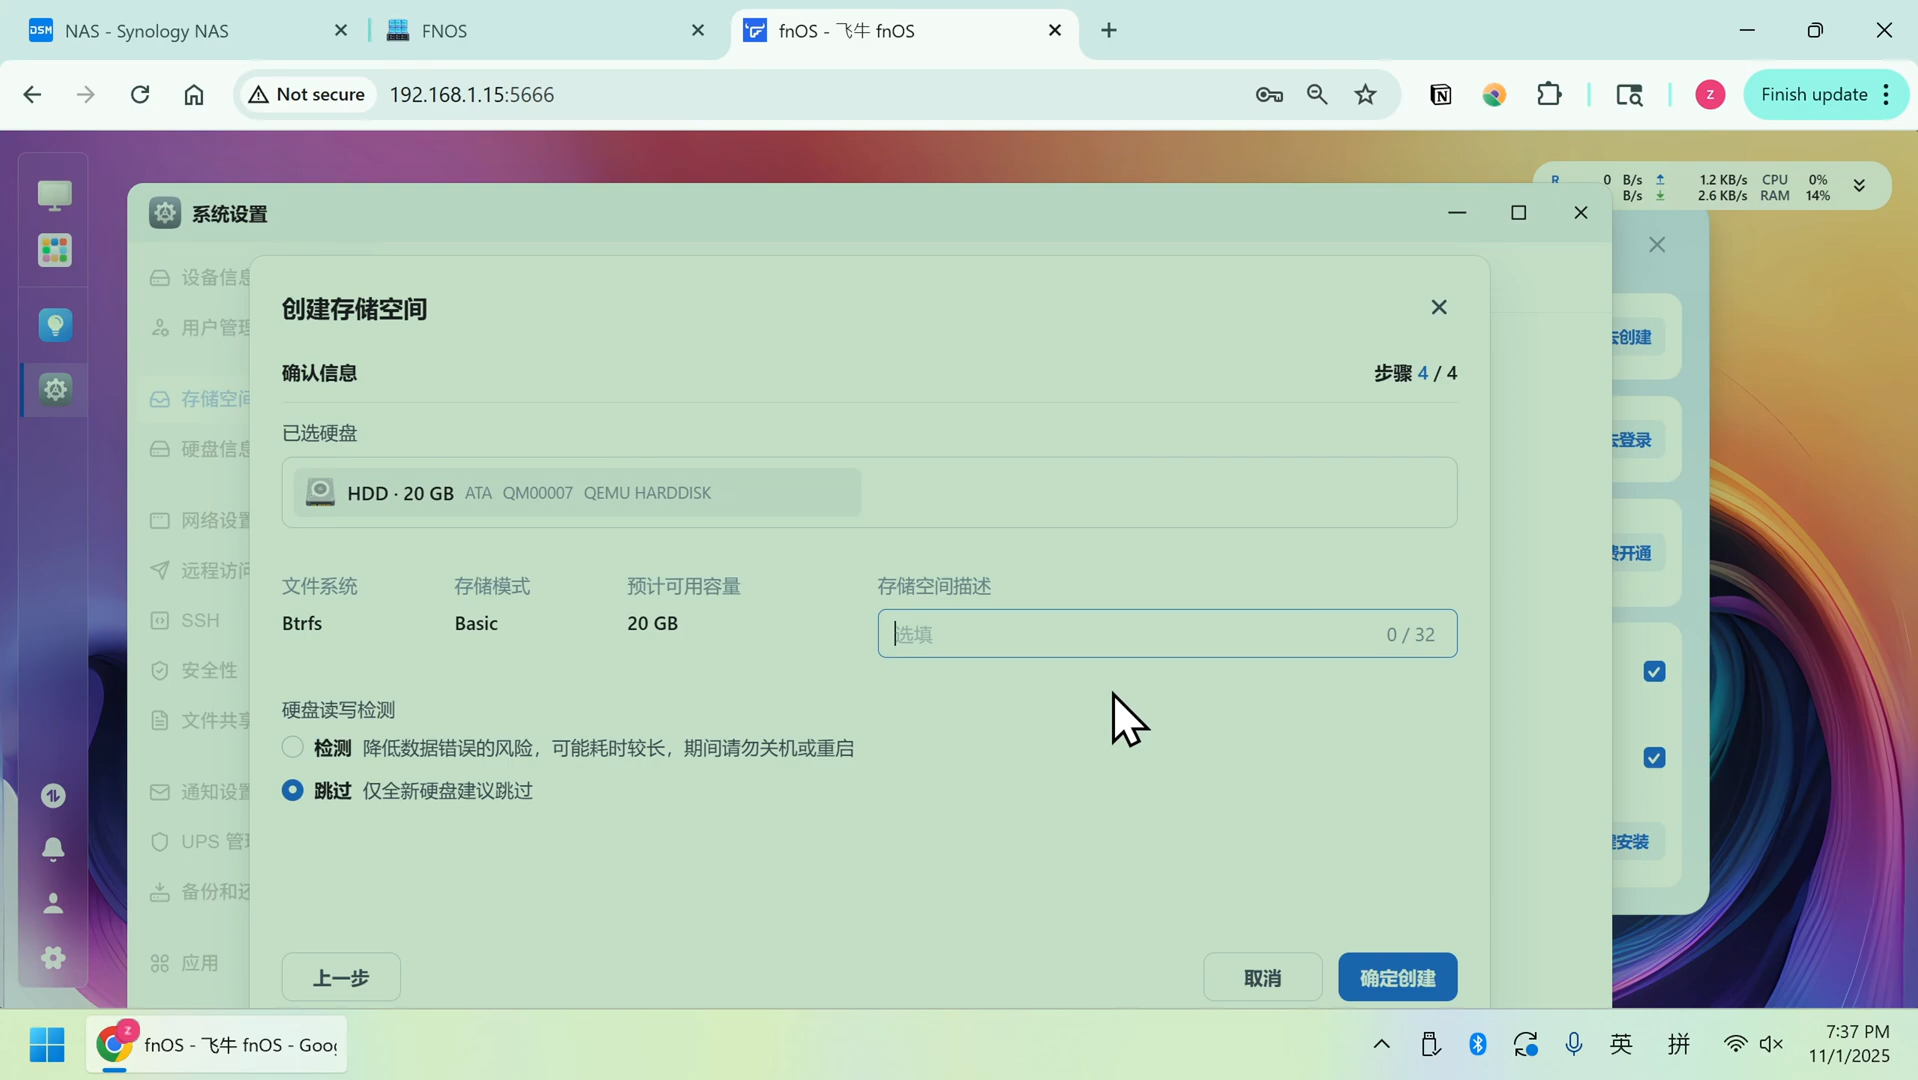 NAS - Synology NAS
FNOS
fnOS - 飞牛 fnOS
Not secure
192.168.1.15:5666
Finish update
0 B/s 1.2 KB/s CPU 0%
B/s 2.6 KB/s RAM 14%
系统设置
设备信息
用户管理
存储空间
硬盘信息
网络设置
远程访问
SSH
安全性
文件共享
通知设置
UPS 管理
备份和还
应用
创建存储空间
确认信息
步骤 4 / 4
已选硬盘
HDD · 20 GB ATA QM00007 QEMU HARDDISK
文件系统
Btrfs
存储模式
Basic
预计可用容量
20 GB
存储空间描述
选填
0 / 32
硬盘读写检测
检测 降低数据错误的风险，可能耗时较长，期间请勿关机或重启
跳过 仅全新硬盘建议跳过
上一步
取消
确定创建
去创建
去登录
费开通
安装
fnOS - 飞牛 fnOS - Goog
英
拼
7:37 PM
11/1/2025